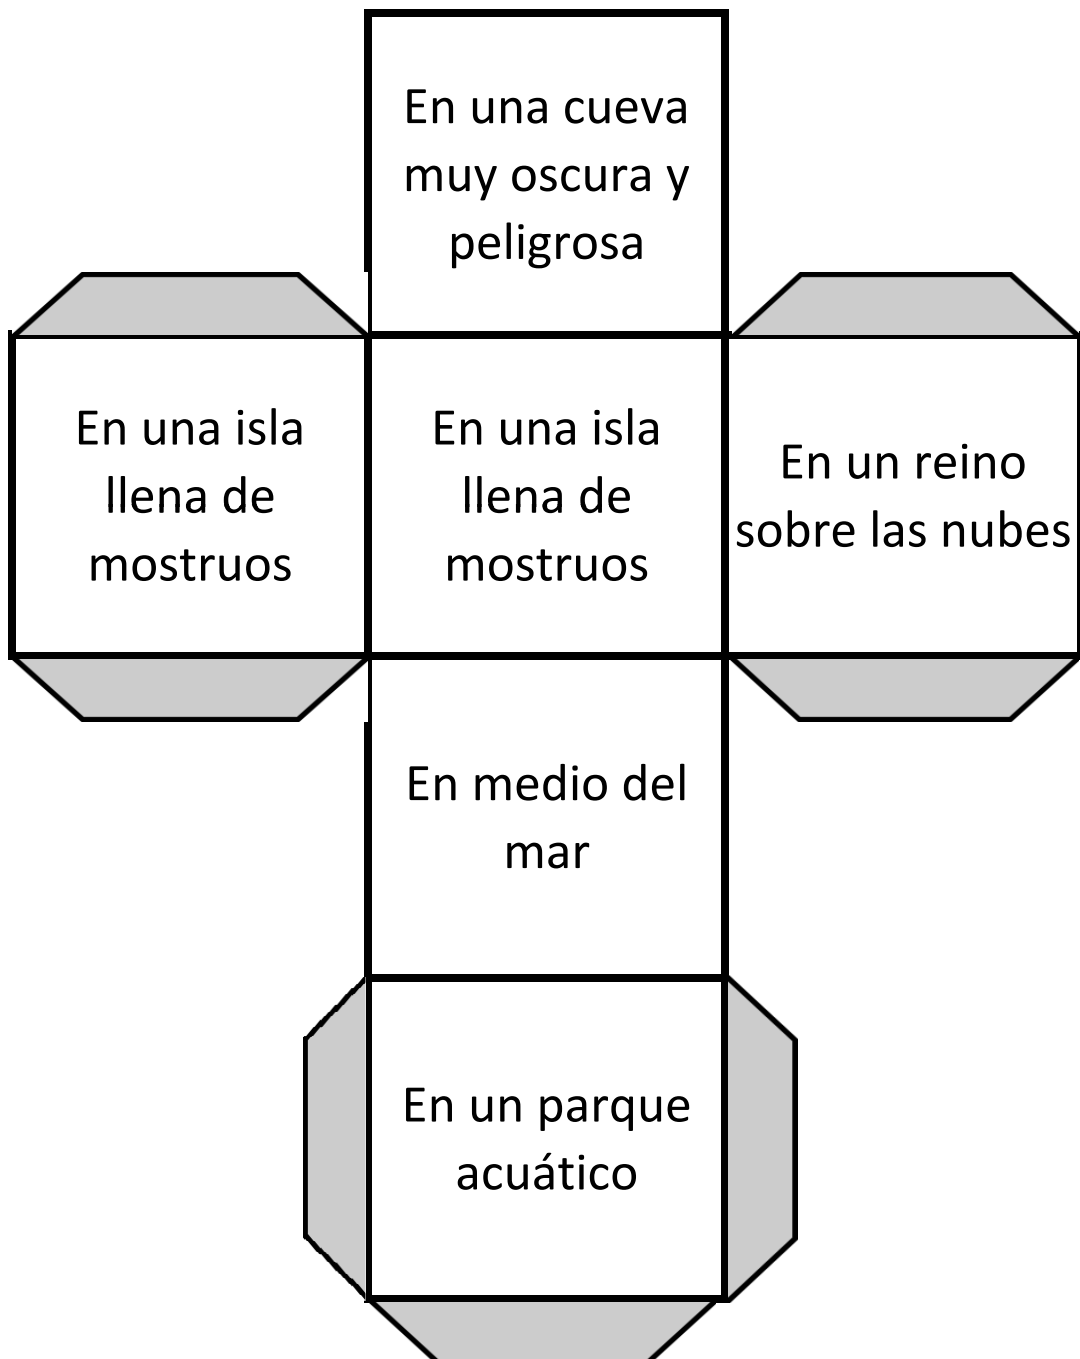 En una cueva
muy oscura y
peligrosa
En una isla
llena de
mostruos
En una isla
llena de
mostruos
En un reino
sobre las nubes
En medio del
mar
En un parque
acuático